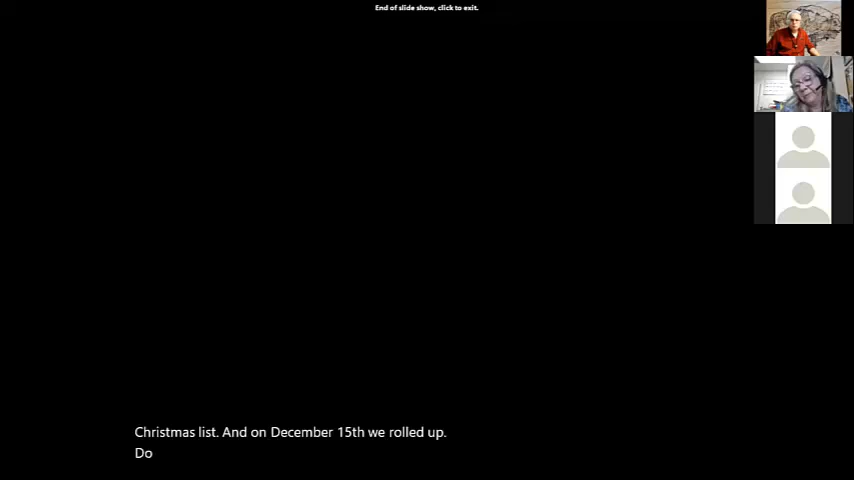 End of slide show, click to exit.
Christmas list. And on December 15th we rolled up.
Do